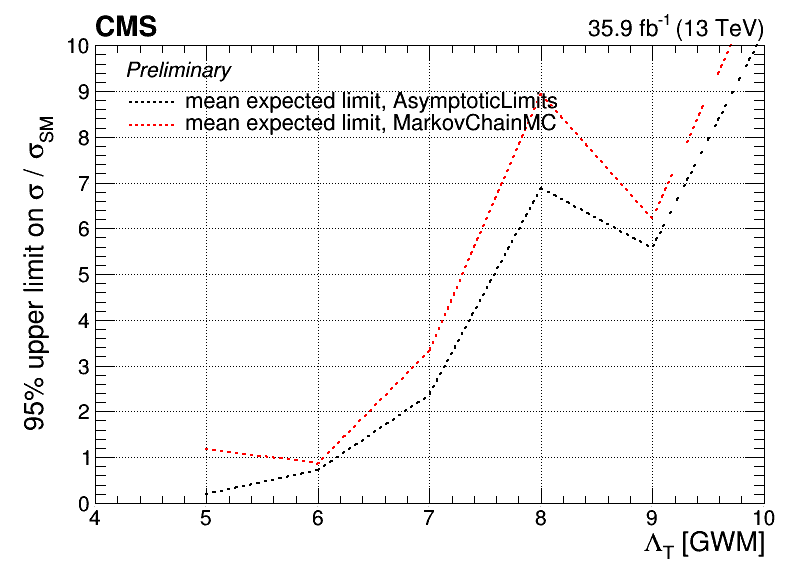 CMS
35.9 fb⁻¹ (13 TeV)
Preliminary
mean expected limit, AsymptoticLimits
mean expected limit, MarkovChainMC
95% upper limit on σ / σ_SM
10
9
8
7
6
5
4
3
2
1
0
4 5 6 7 8 9 10
Λ_T [GWM]